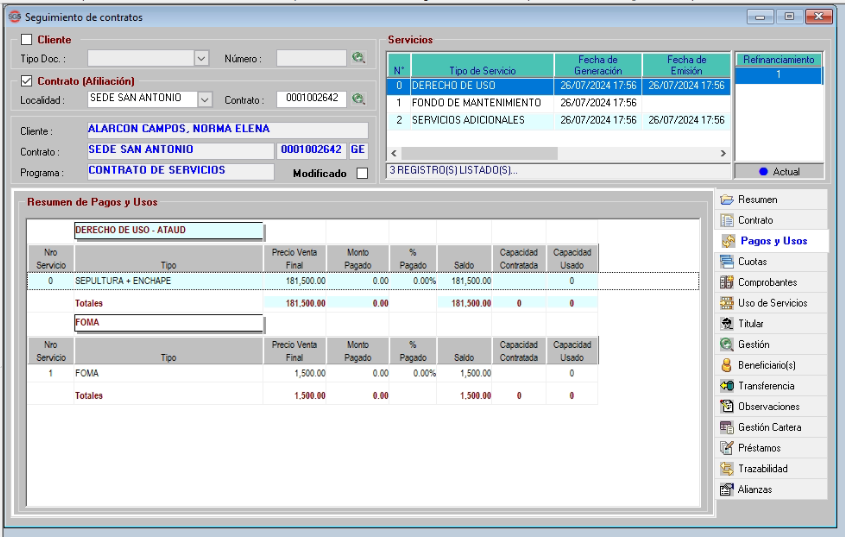 Seguimiento de contratos
Cliente
Tipo Doc. :
Número :
Contrato (Afiliación)
Localidad :
SEDE SAN ANTONIO
Contrato :
0001002642
Cliente :
ALARCON CAMPOS, NORMA ELENA
Contrato :
SEDE SAN ANTONIO
0001002642
GE
Programa :
CONTRATO DE SERVICIOS
Modificado
Servicios
N° Tipo de Servicio Fecha de Generación Fecha de Emisión
0 DERECHO DE USO 26/07/2024 17:56 26/07/2024 17:56
1 FONDO DE MANTENIMIENTO 26/07/2024 17:56
2 SERVICIOS ADICIONALES 26/07/2024 17:56 26/07/2024 17:56
3 REGISTRO(S) LISTADO(S)...
Refinanciamiento
1
Actual
Resumen de Pagos y Usos
DERECHO DE USO - ATAUD
Nro Servicio Tipo Precio Venta Final Monto Pagado % Pagado Saldo Capacidad Contratada Capacidad Usado
0 SEPULTURA + ENCHAPE 181,500.00 0.00 0.00% 181,500.00 0
Totales 181,500.00 0.00 181,500.00 0 0
FOMA
Nro Servicio Tipo Precio Venta Final Monto Pagado % Pagado Saldo Capacidad Contratada Capacidad Usado
1 FOMA 1,500.00 0.00 0.00% 1,500.00 0
Totales 1,500.00 0.00 1,500.00 0 0
Resumen
Contrato
Pagos y Usos
Cuotas
Comprobantes
Uso de Servicios
Titular
Gestión
Beneficiario(s)
Transferencia
Observaciones
Gestión Cartera
Préstamos
Trazabilidad
Alianzas